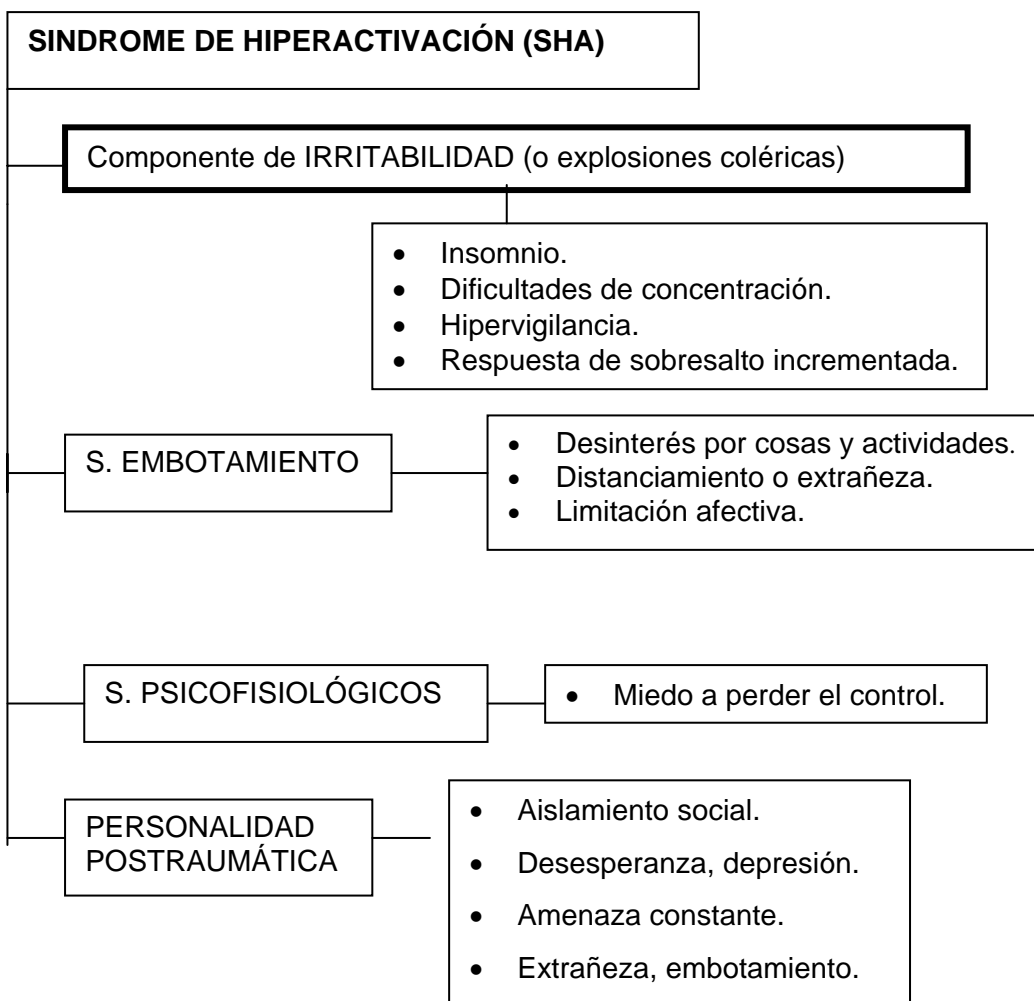 SINDROME DE HIPERACTIVACIÓN (SHA)
Componente de IRRITABILIDAD (o explosiones coléricas)
• Insomnio.
• Dificultades de concentración.
• Hipervigilancia.
• Respuesta de sobresalto incrementada.
S. EMBOTAMIENTO
• Desinterés por cosas y actividades.
• Distanciamiento o extrañeza.
• Limitación afectiva.
S. PSICOFISIOLÓGICOS
• Miedo a perder el control.
PERSONALIDAD
POSTRAUMÁTICA
• Aislamiento social.
• Desesperanza, depresión.
• Amenaza constante.
• Extrañeza, embotamiento.